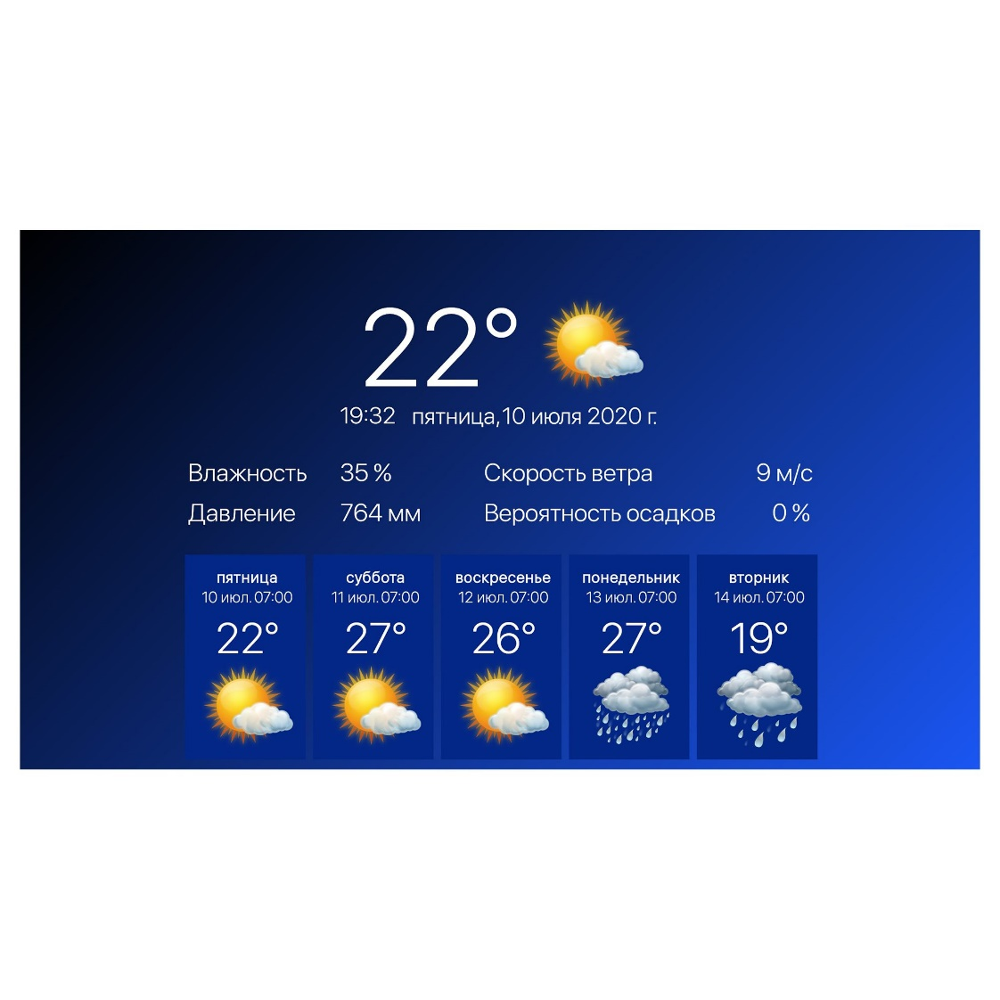 22°
19:32 пятница,10 июля 2020 г.
Влажность 35 % Скорость ветра 9 м/с
Давление 764 мм Вероятность осадков 0 %
пятница суббота воскресенье понедельник вторник
10 июл. 07:00 11 июл. 07:00 12 июл. 07:00 13 июл. 07:00 14 июл. 07:00
22° 27° 26° 27° 19°